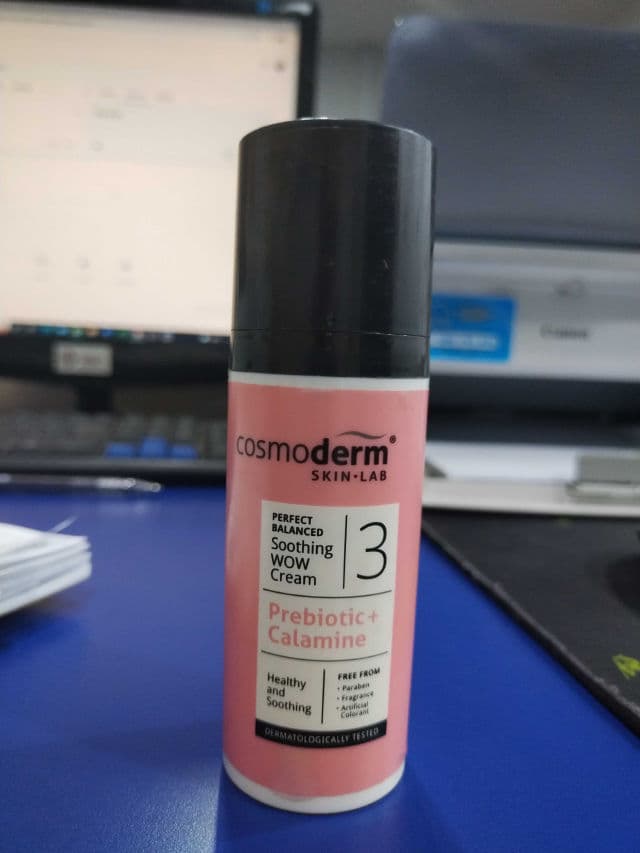 cosmoderm®
SKIN•LAB
PERFECT
BALANCED
Soothing
WOW
Cream
3
Prebiotic+
Calamine
Healthy
and
Soothing
FREE FROM
• Paraben
• Fragrance
• Artificial
Colorant
DERMATOLOGICALLY TESTED
Canon